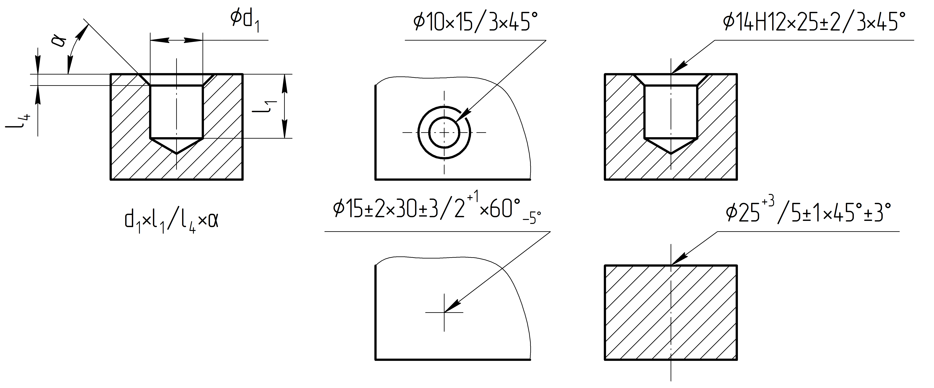 ϕd₁
α
l₄
l₁
d₁×l₁/l₄×α
ϕ10×15/3×45°
ϕ14H12×25±2/3×45°
ϕ15±2×30±3/2⁺¹×60°₋₅°
ϕ25⁺³/5±1×45°±3°